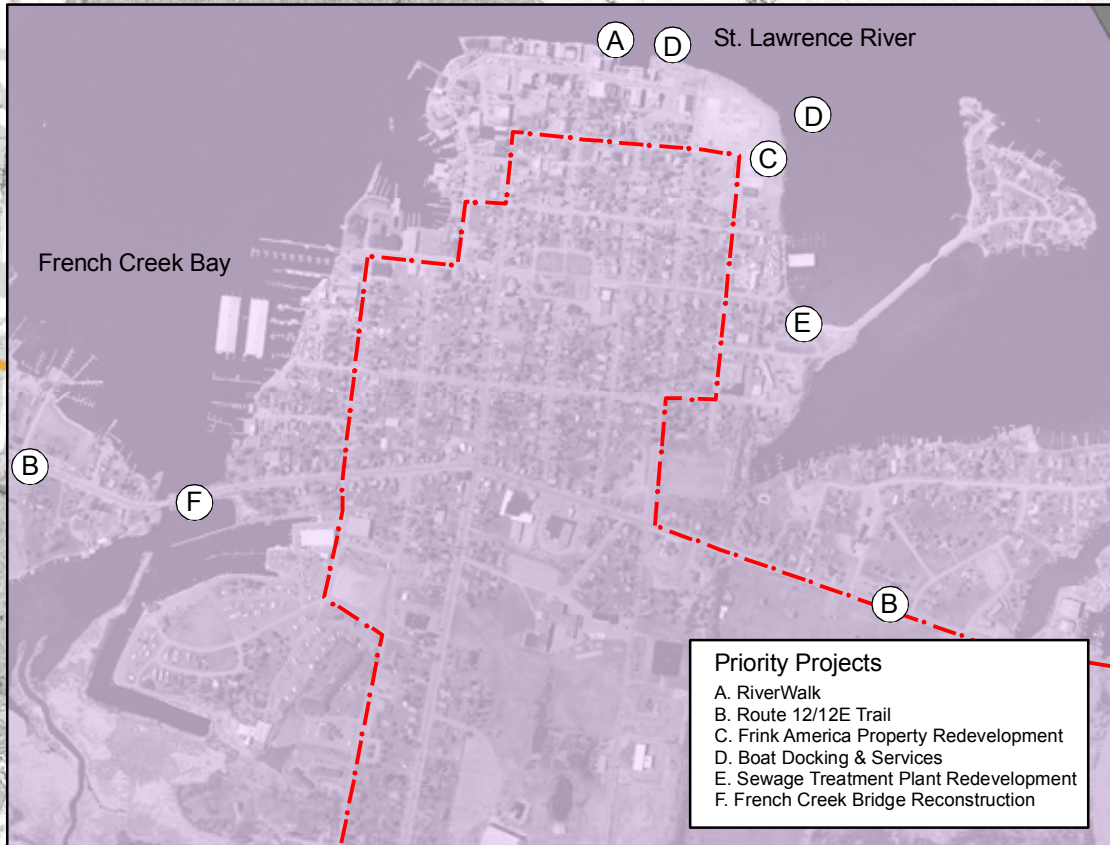 A
D
St. Lawrence River
D
C
French Creek Bay
E
B
F
B
Priority Projects
A. RiverWalk
B. Route 12/12E Trail
C. Frink America Property Redevelopment
D. Boat Docking & Services
E. Sewage Treatment Plant Redevelopment
F. French Creek Bridge Reconstruction